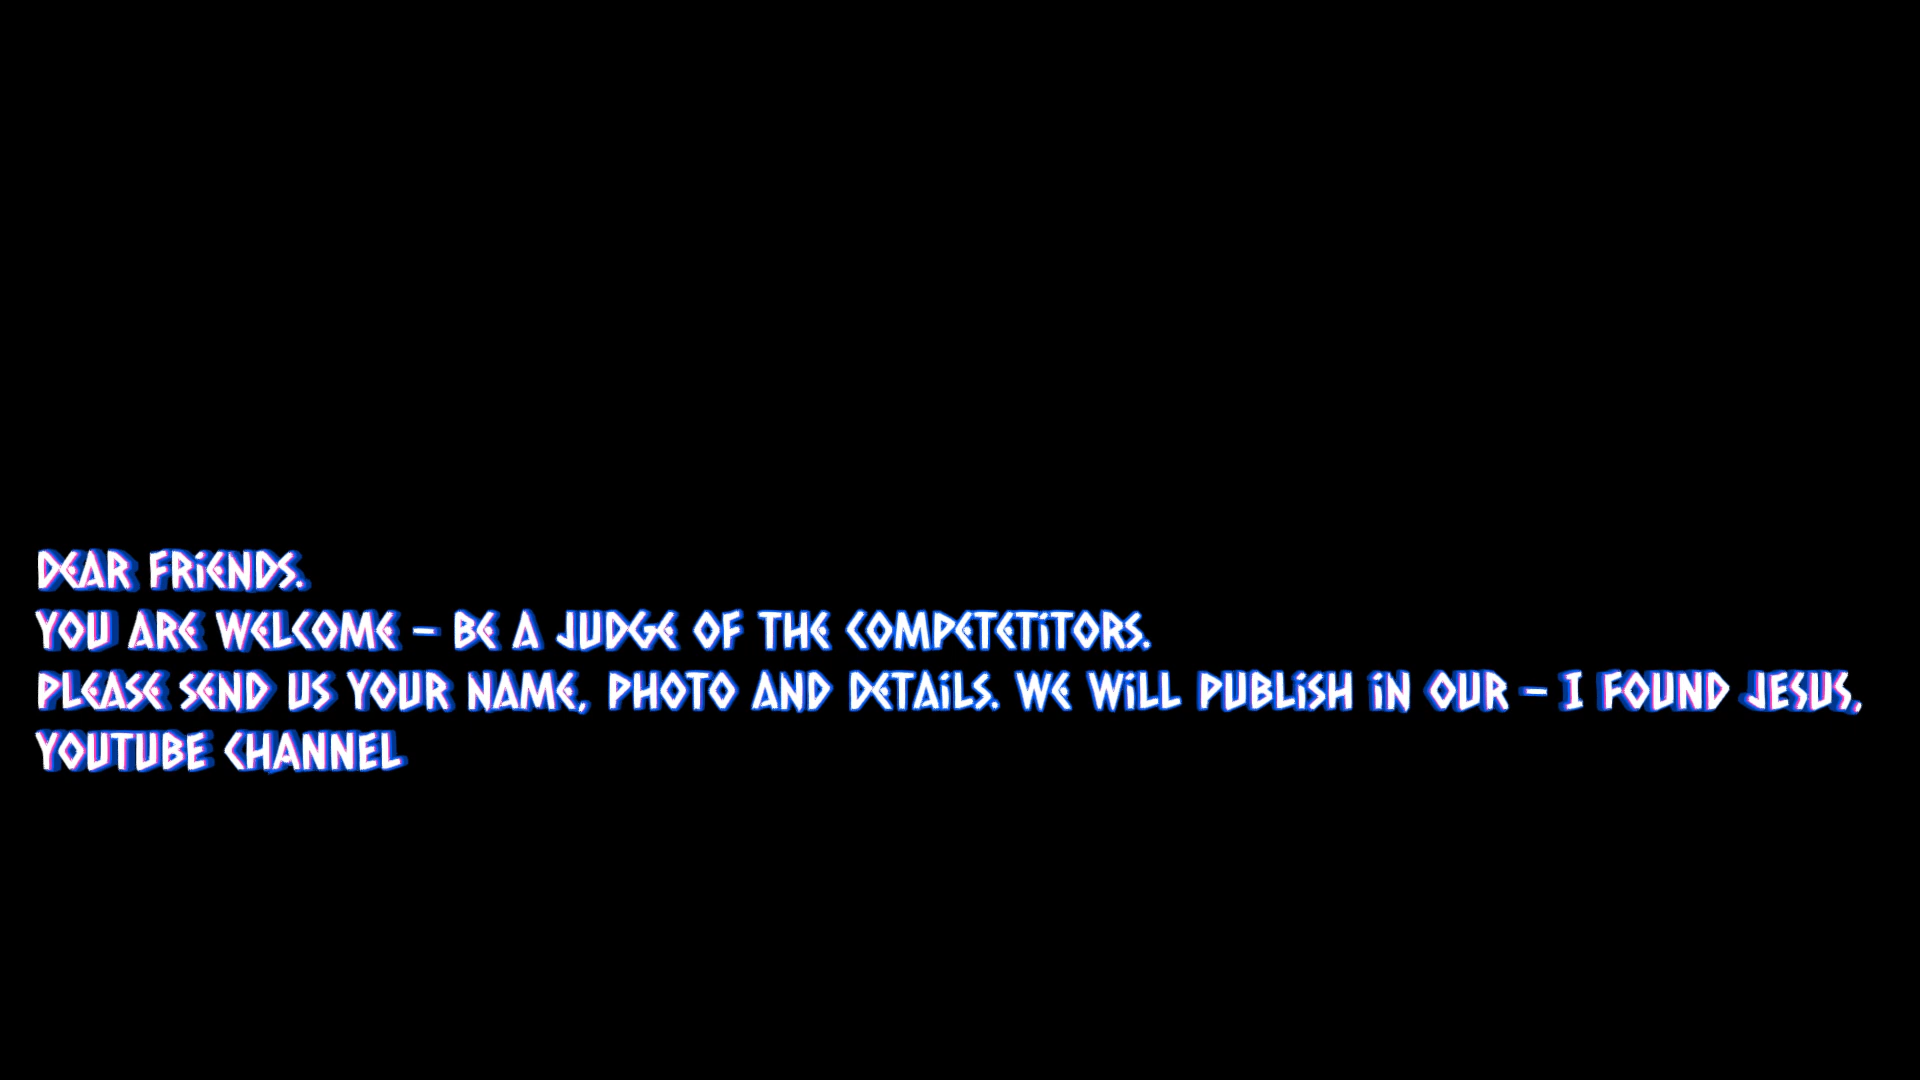 DEAR FRiENDS.
YOU ARE WELCOME – BE A JUDGE OF THE COMPETETiTORS.
PLEASE SEND US YOUR NAME, PHOTO AND DETAiLS. WE WiLL PUBLiSH iN OUR – I FOUND JESUS,
YOUTUBE CHANNEL